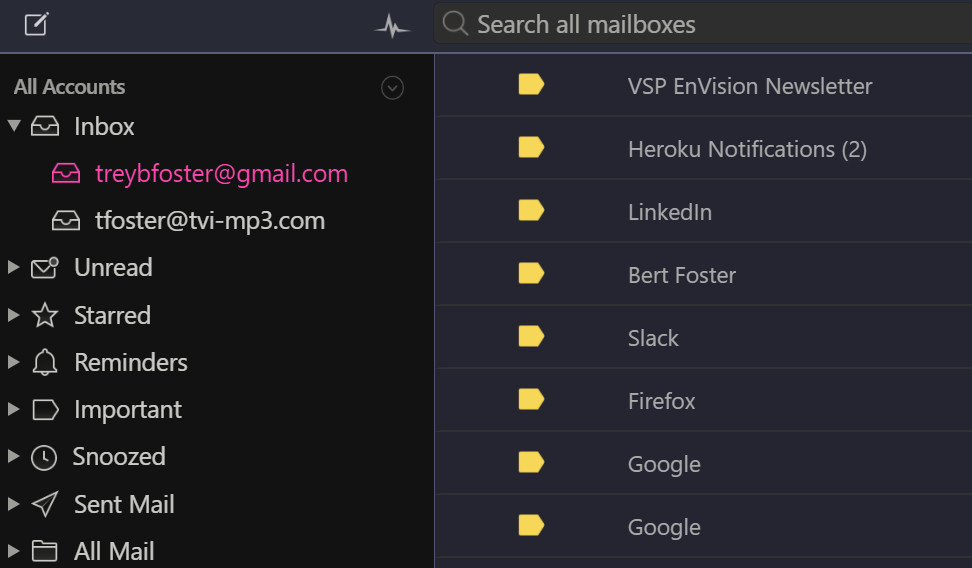 Search all mailboxes
All Accounts
Inbox
treybfoster@gmail.com
tfoster@tvi-mp3.com
Unread
Starred
Reminders
Important
Snoozed
Sent Mail
All Mail
VSP EnVision Newsletter
Heroku Notifications (2)
LinkedIn
Bert Foster
Slack
Firefox
Google
Google